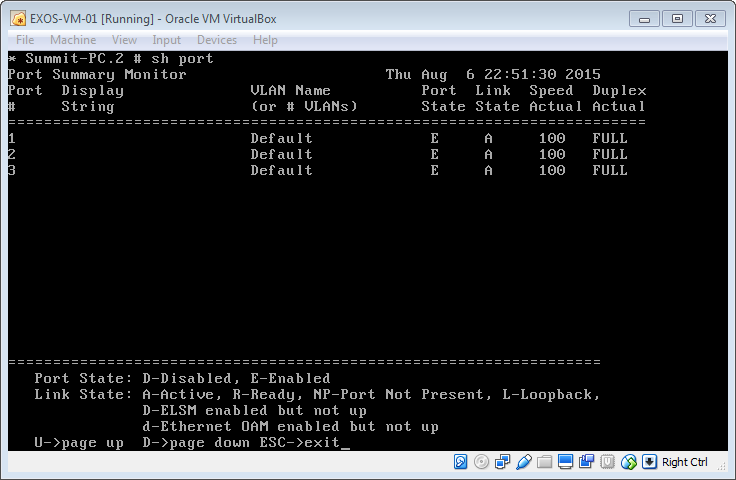 EXOS-VM-01 [Running] - Oracle VM VirtualBox
File Machine View Input Devices Help
* Summit-PC.2 # sh port
Port Summary Monitor Thu Aug 6 22:51:30 2015
Port Display VLAN Name Port Link Speed Duplex
# String (or # VLANs) State State Actual Actual
=======================================================================
1 Default E A 100 FULL
2 Default E A 100 FULL
3 Default E A 100 FULL
==================================================================
Port State: D-Disabled, E-Enabled
Link State: A-Active, R-Ready, NP-Port Not Present, L-Loopback,
D-ELSM enabled but not up
d-Ethernet OAM enabled but not up
U->page up D->page down ESC->exit_
Right Ctrl